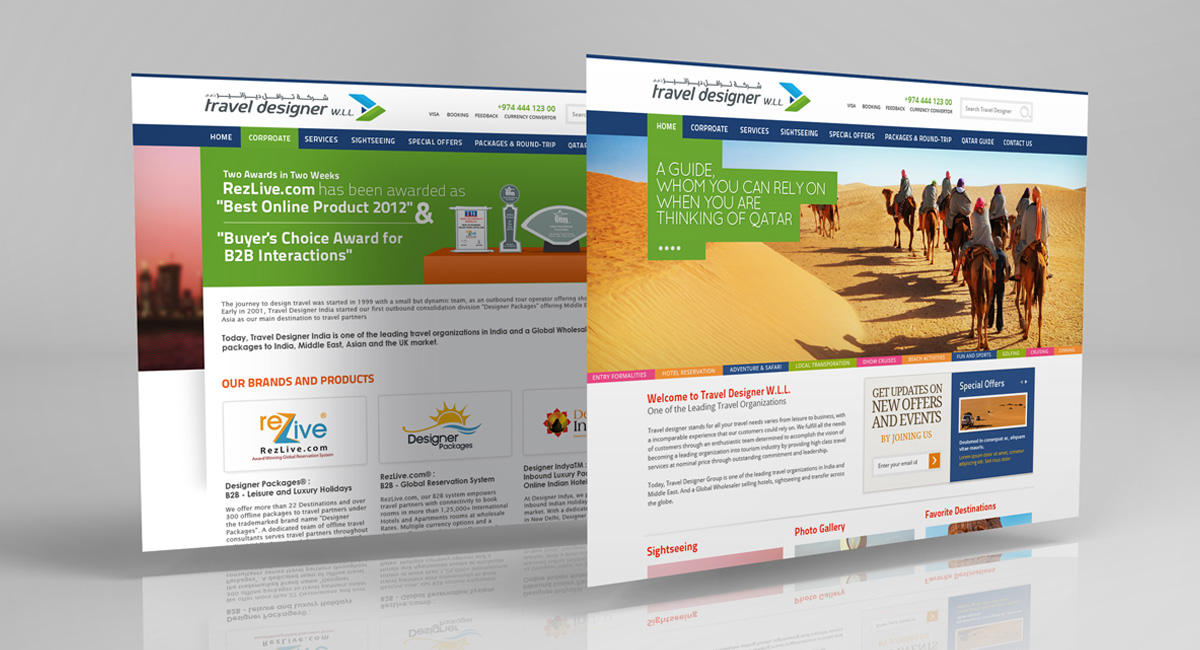 شركة ترافل ديزاينر ذ.م.م
travel designer W.L.L.
+974 444 123 00
VISA BOOKING FEEDBACK CURRENCY CONVERTOR
Sear
HOME CORPROATE SERVICES SIGHTSEEING SPECIAL OFFERS PACKAGES & ROUND-TRIP QATAR
Two Awards in Two Weeks
RezLive.com has been awarded as
"Best Online Product 2012" &
"Buyer's Choice Award for
B2B Interactions"
The journey to design travel was started in 1999 with a small but dynamic team, as an outbound tour operator offering sho
Early in 2001, Travel Designer India started our first outbound consolidation division "Designer Packages" offering Middle E
Asia as our main destination to travel partners
Today, Travel Designer India is one of the leading travel organizations in India and a Global Wholesal
packages to India, Middle East, Asian and the UK market.
OUR BRANDS AND PRODUCTS
reZlive®
RezLive.com
Award Winning Global Reservation System
Designer
Packages
De
In
Designer Packages® :
B2B - Leisure and Luxury Holidays
We offer more than 22 Destinations and over
300 offline packages to travel partners under
the trademarked brand name "Designer
Packages". A dedicated team of offline travel
consultants serves travel partners throughout
RezLive.com® :
B2B - Global Reservation System
RezLive.com, our B2B system empowers
travel partners with connectivity to book
rooms in more than 1,25,000+ International
Hotels and Apartments rooms at wholesale
Rates. Multiple currency options and a
Designer IndyaTM :
Inbound Luxury Pac
Online Indian Hotel
At Designer Indya, we p
Inbound Indian Holiday
market. With a dedicate
in New Delhi, Designer
شركة ترافل ديزاينر ذ.م.م
travel designer W.L.L.
+974 444 123 00
VISA BOOKING FEEDBACK CURRENCY CONVERTOR
Search Travel Designer
HOME CORPROATE SERVICES SIGHTSEEING SPECIAL OFFERS PACKAGES & ROUND-TRIP QATAR GUIDE CONTACT US
A GUIDE,
WHOM YOU CAN RELY ON
WHEN YOU ARE
THINKING OF QATAR
ENTRY FORMALITIES HOTEL RESERVATION ADVENTURE & SAFARI LOCAL TRANSPORATION DHOW CRUISES BEACH ACTIVITIES FUN AND SPORTS GOLFING CRUISING DINNING
Welcome to Travel Designer W.L.L.
One of the Leading Travel Organizations
Travel designer stands for all your travel needs varies from leisure to business, with
a incomparable experience that our customers could rely on. We fulfill all the needs
of customers through an enthusiastic team determined to accomplish the vision of
becoming a leading organization into tourism industry by providing high class travel
services at nominal price through outstanding commitment and leadership.
Today, Travel Designer Group is one of the leading travel organizations in India and
Middle East. And a Global Wholesaler selling hotels, sightseeing and transfer across
the globe.
GET UPDATES ON
NEW OFFERS
AND EVENTS
BY JOINING US
Enter your email id
Special Offers
Deuismod in consequat ac, aliquam
vitae mauris.
Lorem ipsum dolor sit amet, consetur
adipiscing elit. Sed risus dolor
Sightseeing
Photo Gallery
Favorite Destinations